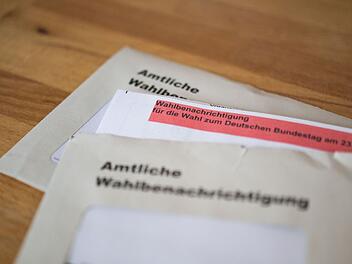 Amtliche
Wahlbenachrichtigung
für die Wahl zum Deutschen Bundestag am 23
Amtliche
Wahlbenachrichtigung